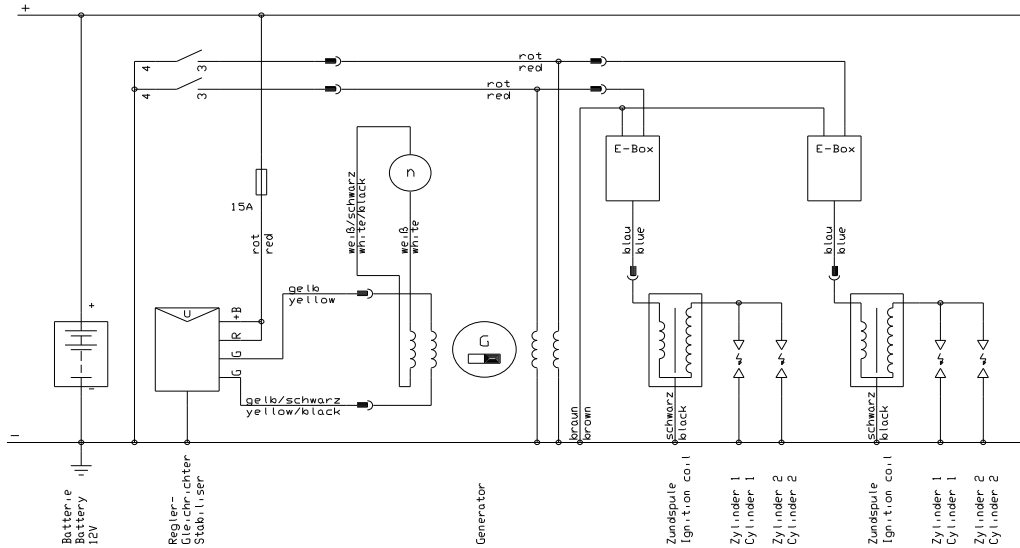 +
4
3
rot
red
4
3
rot
red
E-Box
E-Box
n
15A
weiß/schwarz
white/black
weiß
white
rot
red
blau
blue
blau
blue
gelb
yellow
+
U
+B
R
G
G
G
-
gelb/schwarz
yellow/black
braun
brown
schwarz
black
schwarz
black
-
Batterie
Battery
12V
Regler-
Gleichrichter
Stabiliser
Generator
Zundspule
Ignition coil
Zylinder 1
Cylinder 1
Zylinder 2
Cylinder 2
Zundspule
Ignition coil
Zylinder 1
Cylinder 1
Zylinder 2
Cylinder 2